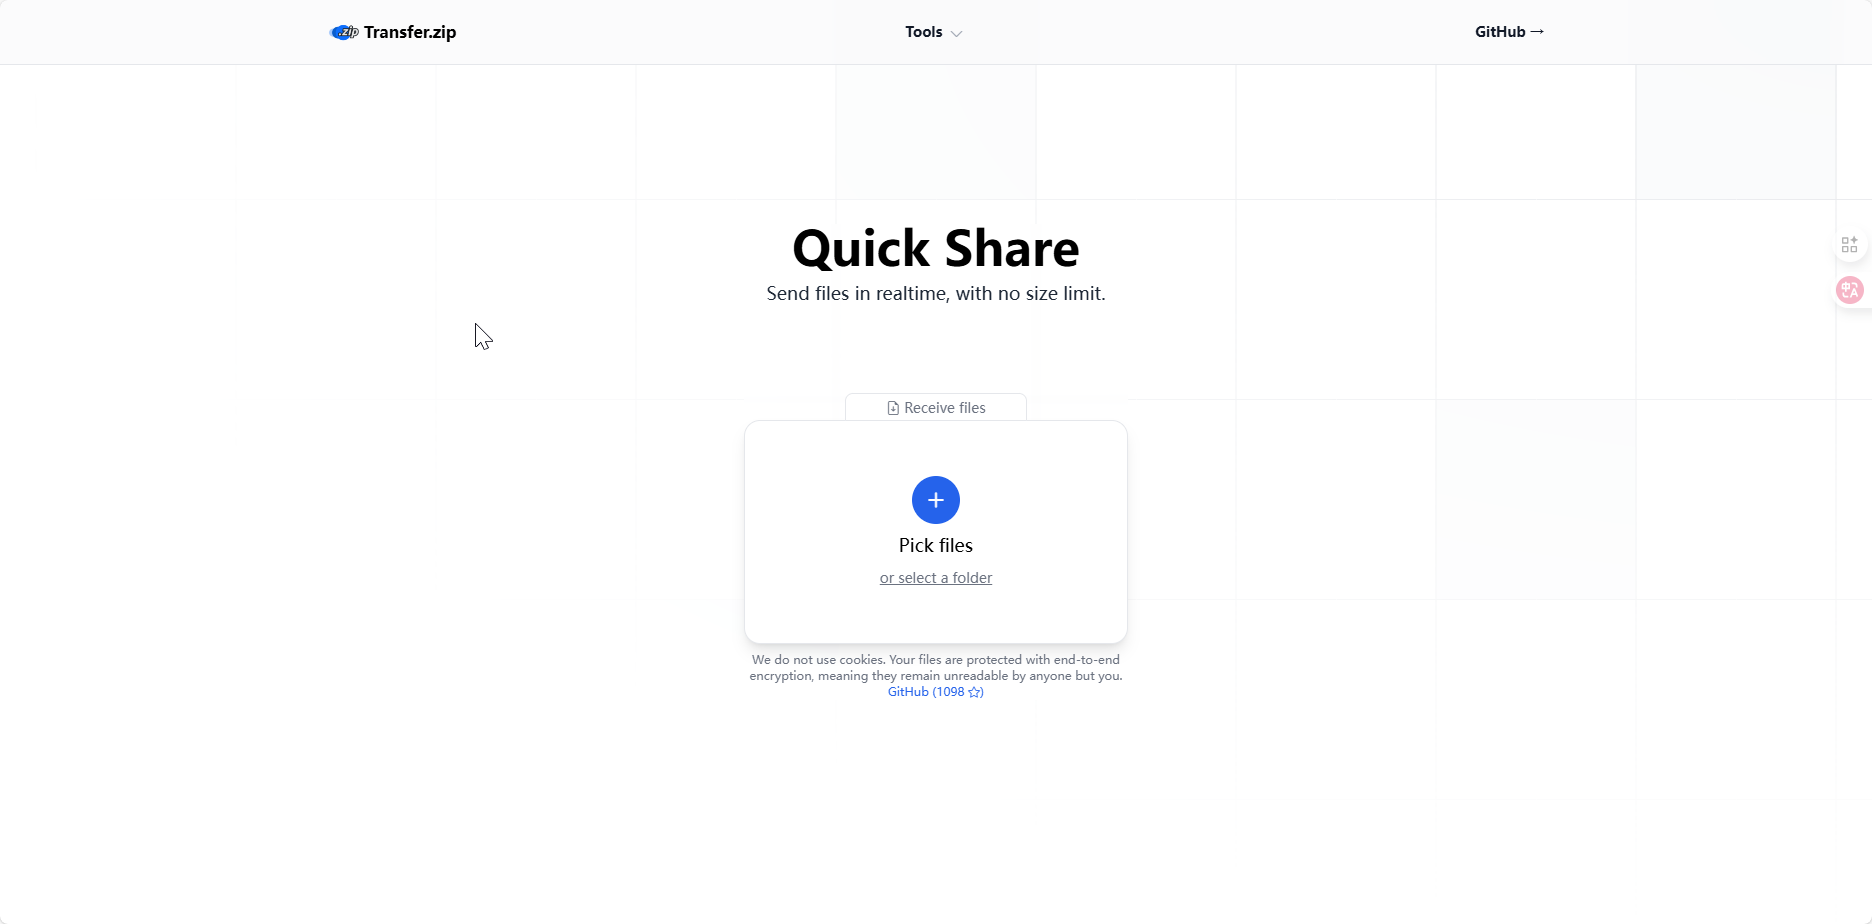 .zip Transfer.zip
Tools
GitHub →
Quick Share
Send files in realtime, with no size limit.
Receive files
Pick files
or select a folder
We do not use cookies. Your files are protected with end-to-end
encryption, meaning they remain unreadable by anyone but you.
GitHub (1098 ☆)
中A